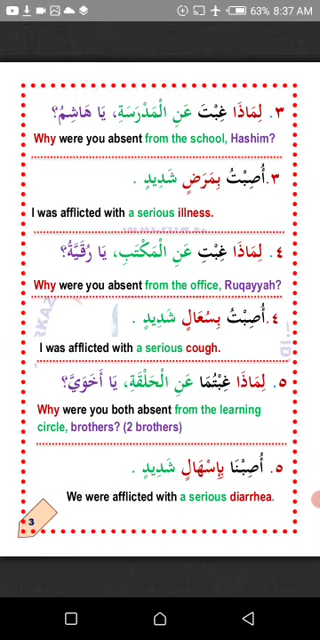 63% 8:37 AM
٣. لِمَاذَا غِبْتَ عَنِ الْمَدْرَسَةِ، يَا هَاشِمُ؟
Why were you absent from the school, Hashim?
٣. أُصِبْتُ بِمَرَضٍ شَدِيدٍ .
I was afflicted with a serious illness.
٤. لِمَاذَا غِبْتِ عَنِ الْمَكْتَبِ، يَا رُقَيَّةُ؟
Why were you absent from the office, Ruqayyah?
٤. أُصِبْتُ بِسُعَالٍ شَدِيدٍ .
I was afflicted with a serious cough.
٥. لِمَاذَا غِبْتُمَا عَنِ الْحَلْقَةِ، يَا أَخَوَيَّ؟
Why were you both absent from the learning
circle, brothers? (2 brothers)
٥. أُصِبْنَا بِإِسْهَالٍ شَدِيدٍ .
We were afflicted with a serious diarrhea.
3